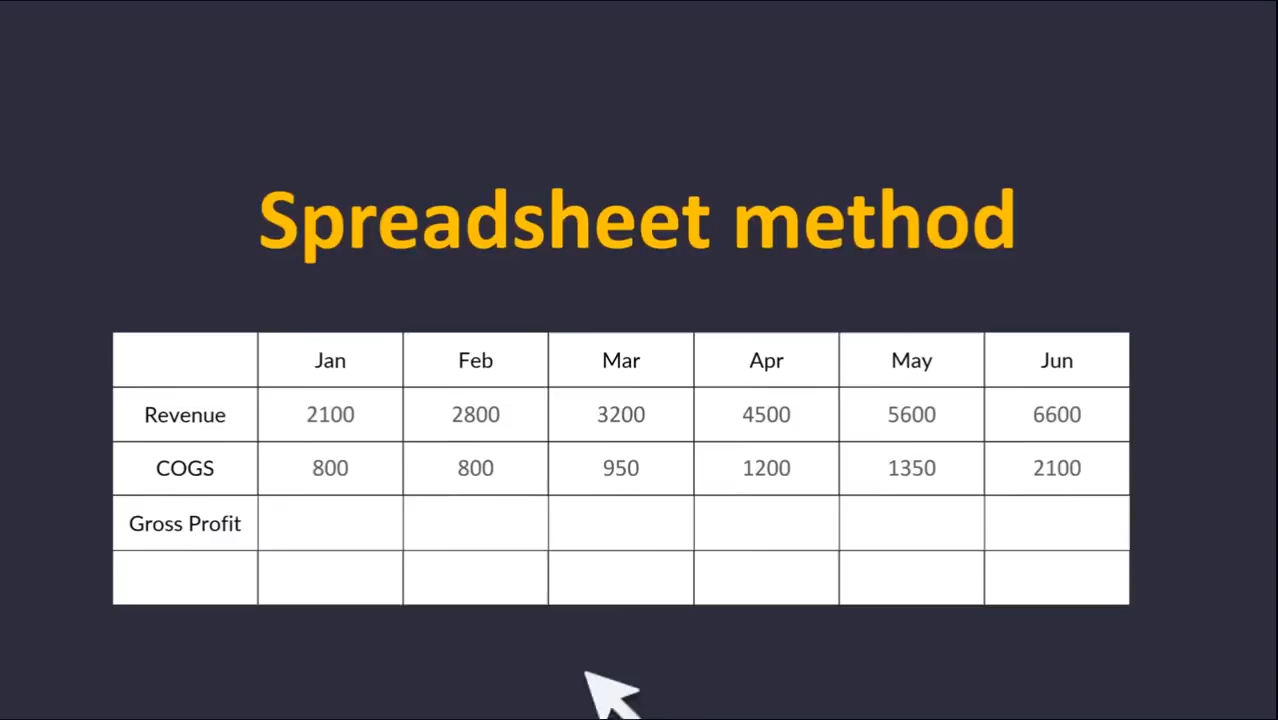 Spreadsheet method
Jan Feb Mar Apr May Jun
Revenue 2100 2800 3200 4500 5600 6600
COGS 800 800 950 1200 1350 2100
Gross Profit